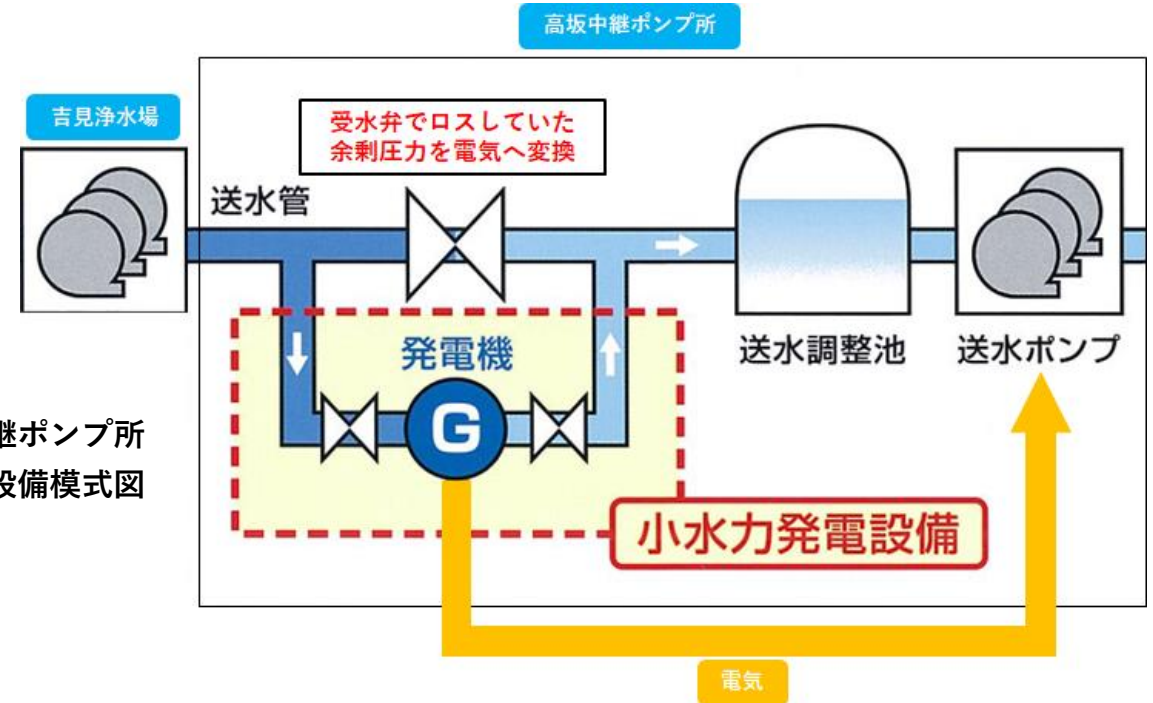 高坂中継ポンプ所
吉見浄水場
受水弁でロスしていた
余剰圧力を電気へ変換
送水管
発電機
G
送水調整池
送水ポンプ
継ポンプ所
設備模式図
小水力発電設備
電気